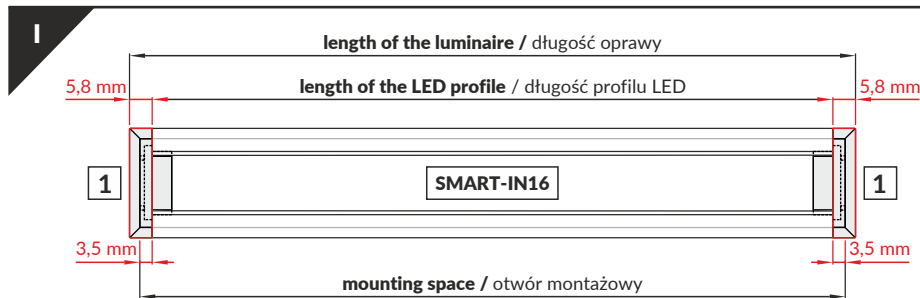 I
length of the luminaire / długość oprawy
5,8 mm
length of the LED profile / długość profilu LED
5,8 mm
1
SMART-IN16
1
3,5 mm
3,5 mm
mounting space / otwór montażowy